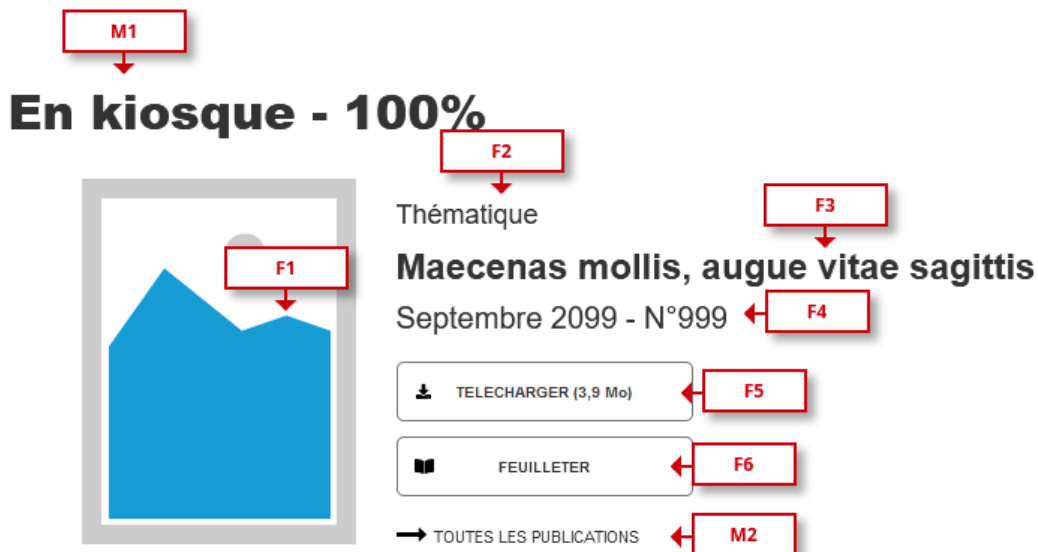 M1
En kiosque - 100%
F2
Thématique
F3
F1
Maecenas mollis, augue vitae sagittis
Septembre 2099 - N°999
F4
TELECHARGER (3,9 Mo)
F5
FEUILLETER
F6
TOUTES LES PUBLICATIONS
M2